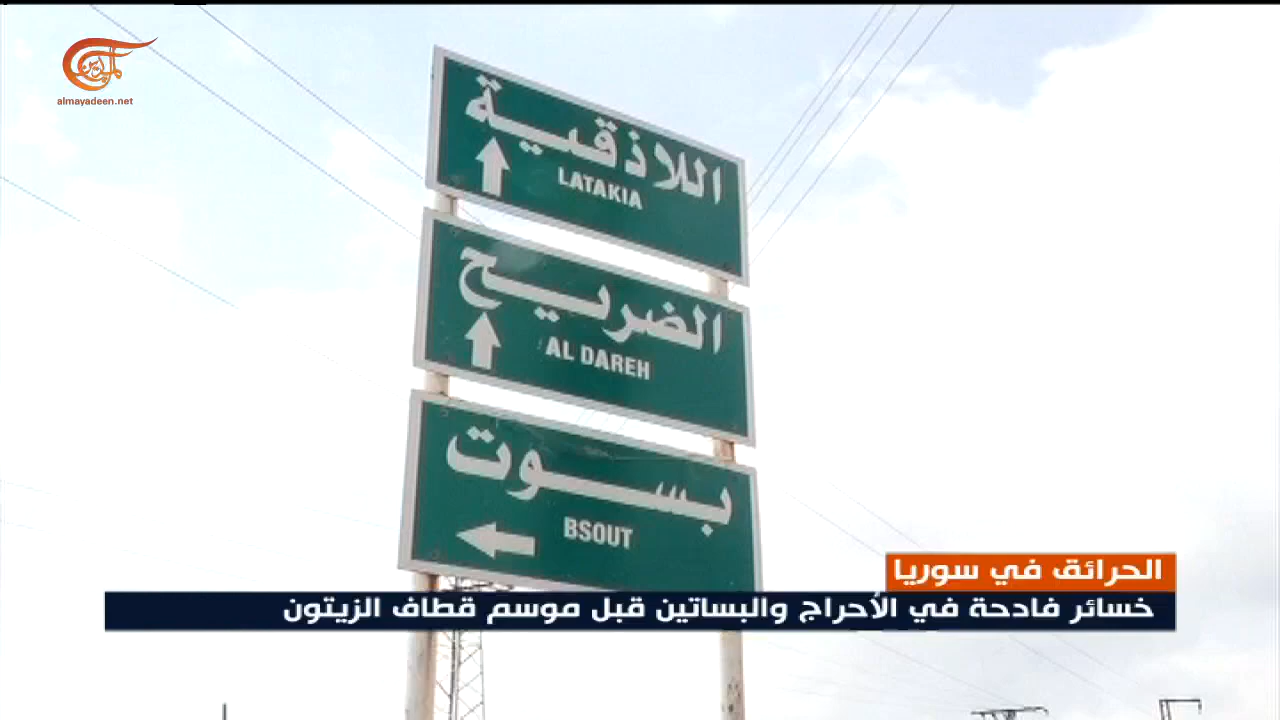 الميادين
almayadeen.net
اللاذقية
LATAKIA
الضريح
AL DAREH
بسوت
BSOUT
الحرائق في سوريا
خسائر فادحة في الأحراج والبساتين قبل موسم قطاف الزيتون